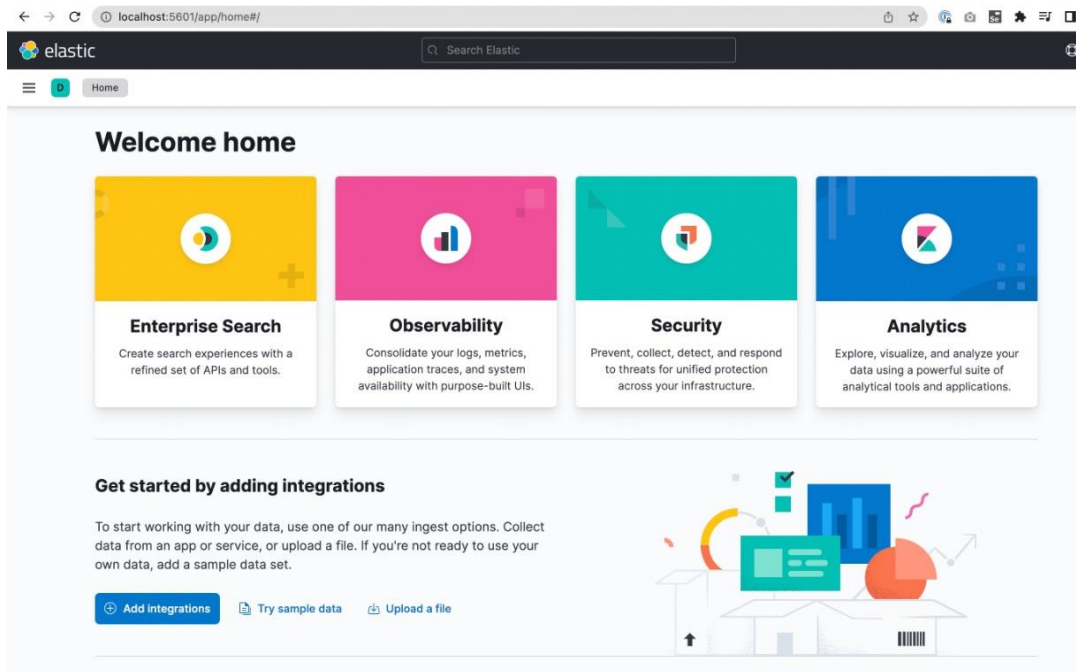 localhost:5601/app/home#/
elastic
Search Elastic
D
Home
Welcome home
Enterprise Search
Create search experiences with a
refined set of APIs and tools.
Observability
Consolidate your logs, metrics,
application traces, and system
availability with purpose-built UIs.
Security
Prevent, collect, detect, and respond
to threats for unified protection
across your infrastructure.
Analytics
Explore, visualize, and analyze your
data using a powerful suite of
analytical tools and applications.
Get started by adding integrations
To start working with your data, use one of our many ingest options. Collect
data from an app or service, or upload a file. If you're not ready to use your
own data, add a sample data set.
Add integrations
Try sample data
Upload a file